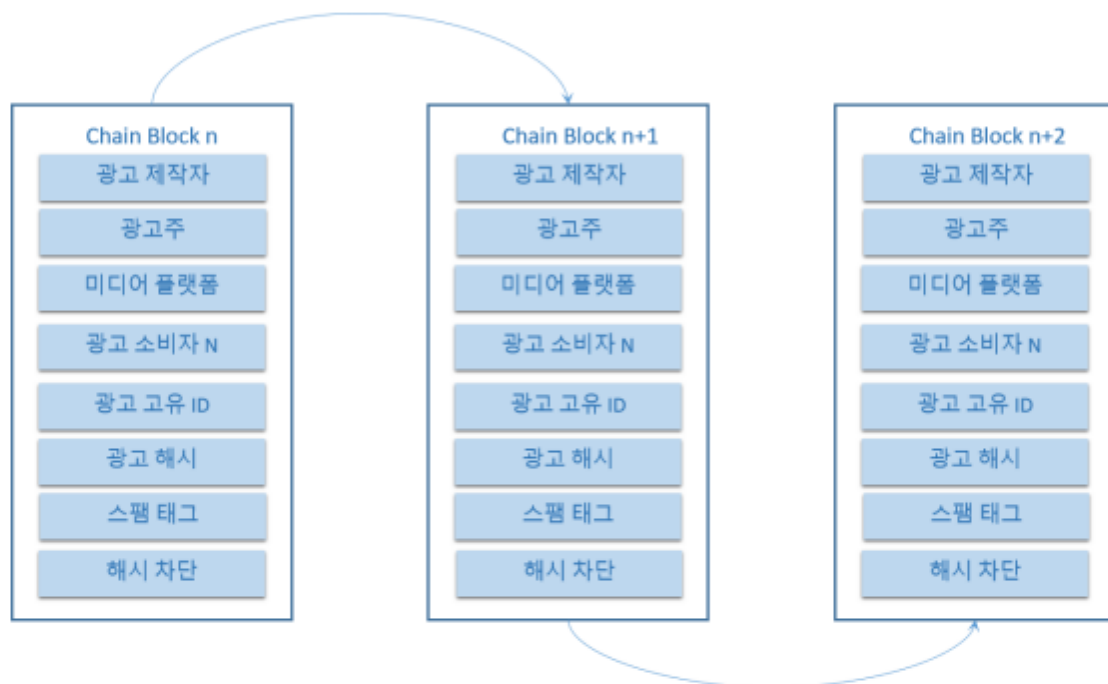 Chain Block n
광고 제작자
광고주
미디어 플랫폼
광고 소비자 N
광고 고유 ID
광고 해시
스팸 태그
해시 차단
Chain Block n+1
광고 제작자
광고주
미디어 플랫폼
광고 소비자 N
광고 고유 ID
광고 해시
스팸 태그
해시 차단
Chain Block n+2
광고 제작자
광고주
미디어 플랫폼
광고 소비자 N
광고 고유 ID
광고 해시
스팸 태그
해시 차단